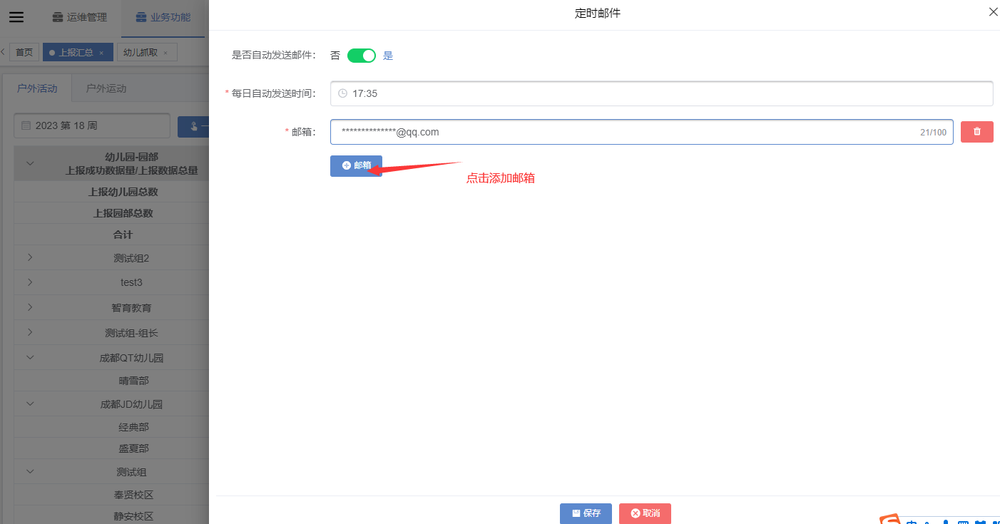 运维管理
业务功能
首页
上报汇总 ×
幼儿抓取 ×
户外活动
户外运动
2023 第 18 周
一
幼儿园-园部
上报成功数据量/上报数据总量
上报幼儿园总数
上报园部总数
合计
测试组2
test3
智育教育
测试组-组长
成都QT幼儿园
晴雪部
成都JD幼儿园
经典部
盛夏部
测试组
奉贤校区
静安校区
定时邮件
是否自动发送邮件：
否
是
* 每日自动发送时间：
17:35
* 邮箱：
**************@qq.com
21/100
邮箱
点击添加邮箱
保存
取消